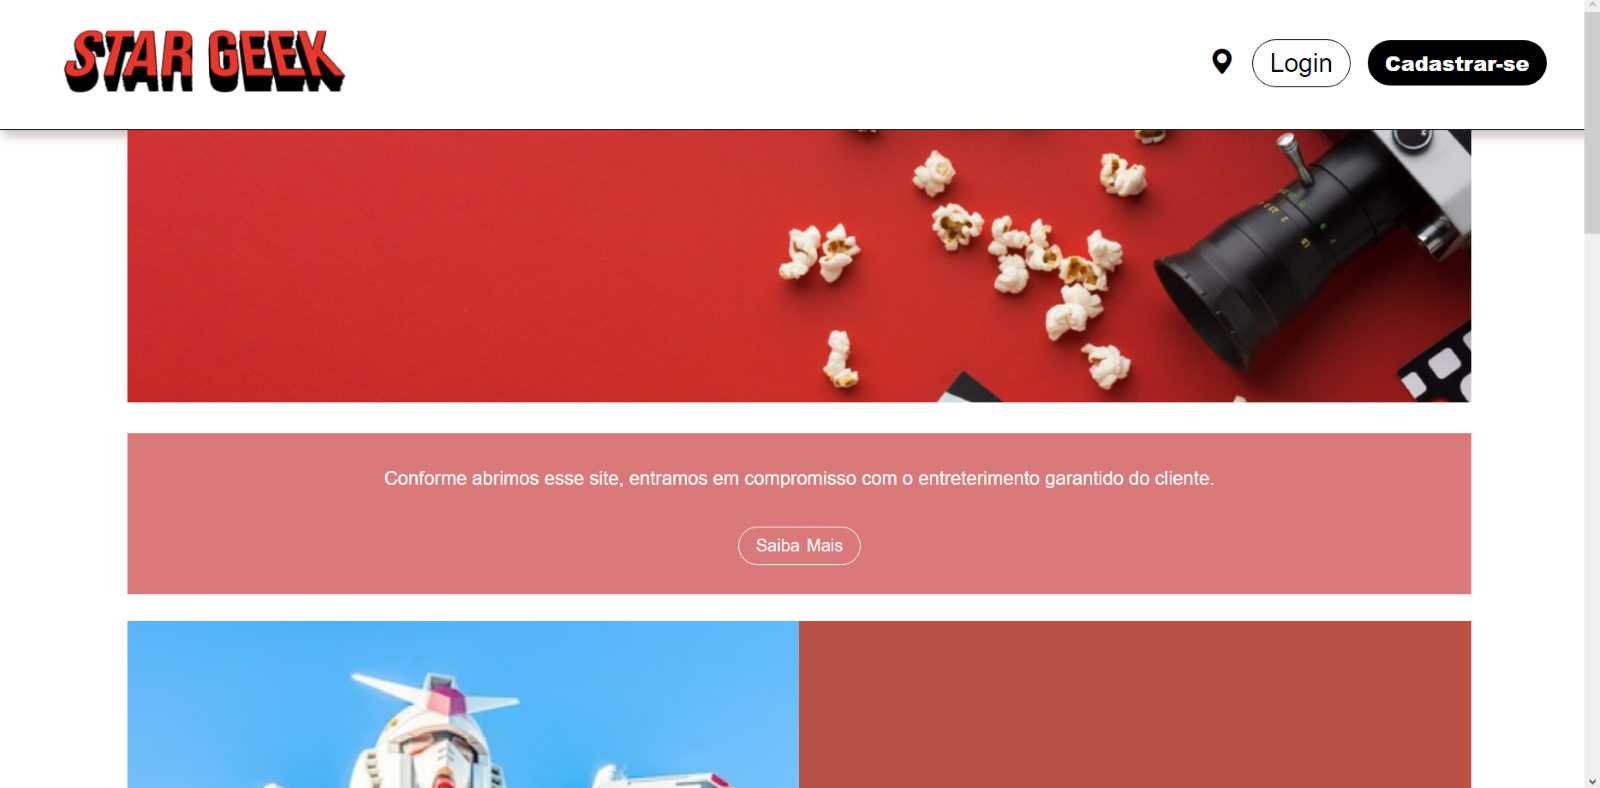 STAR GEEK
Login
Cadastrar-se
Conforme abrimos esse site, entramos em compromisso com o entreterimento garantido do cliente.
Saiba Mais